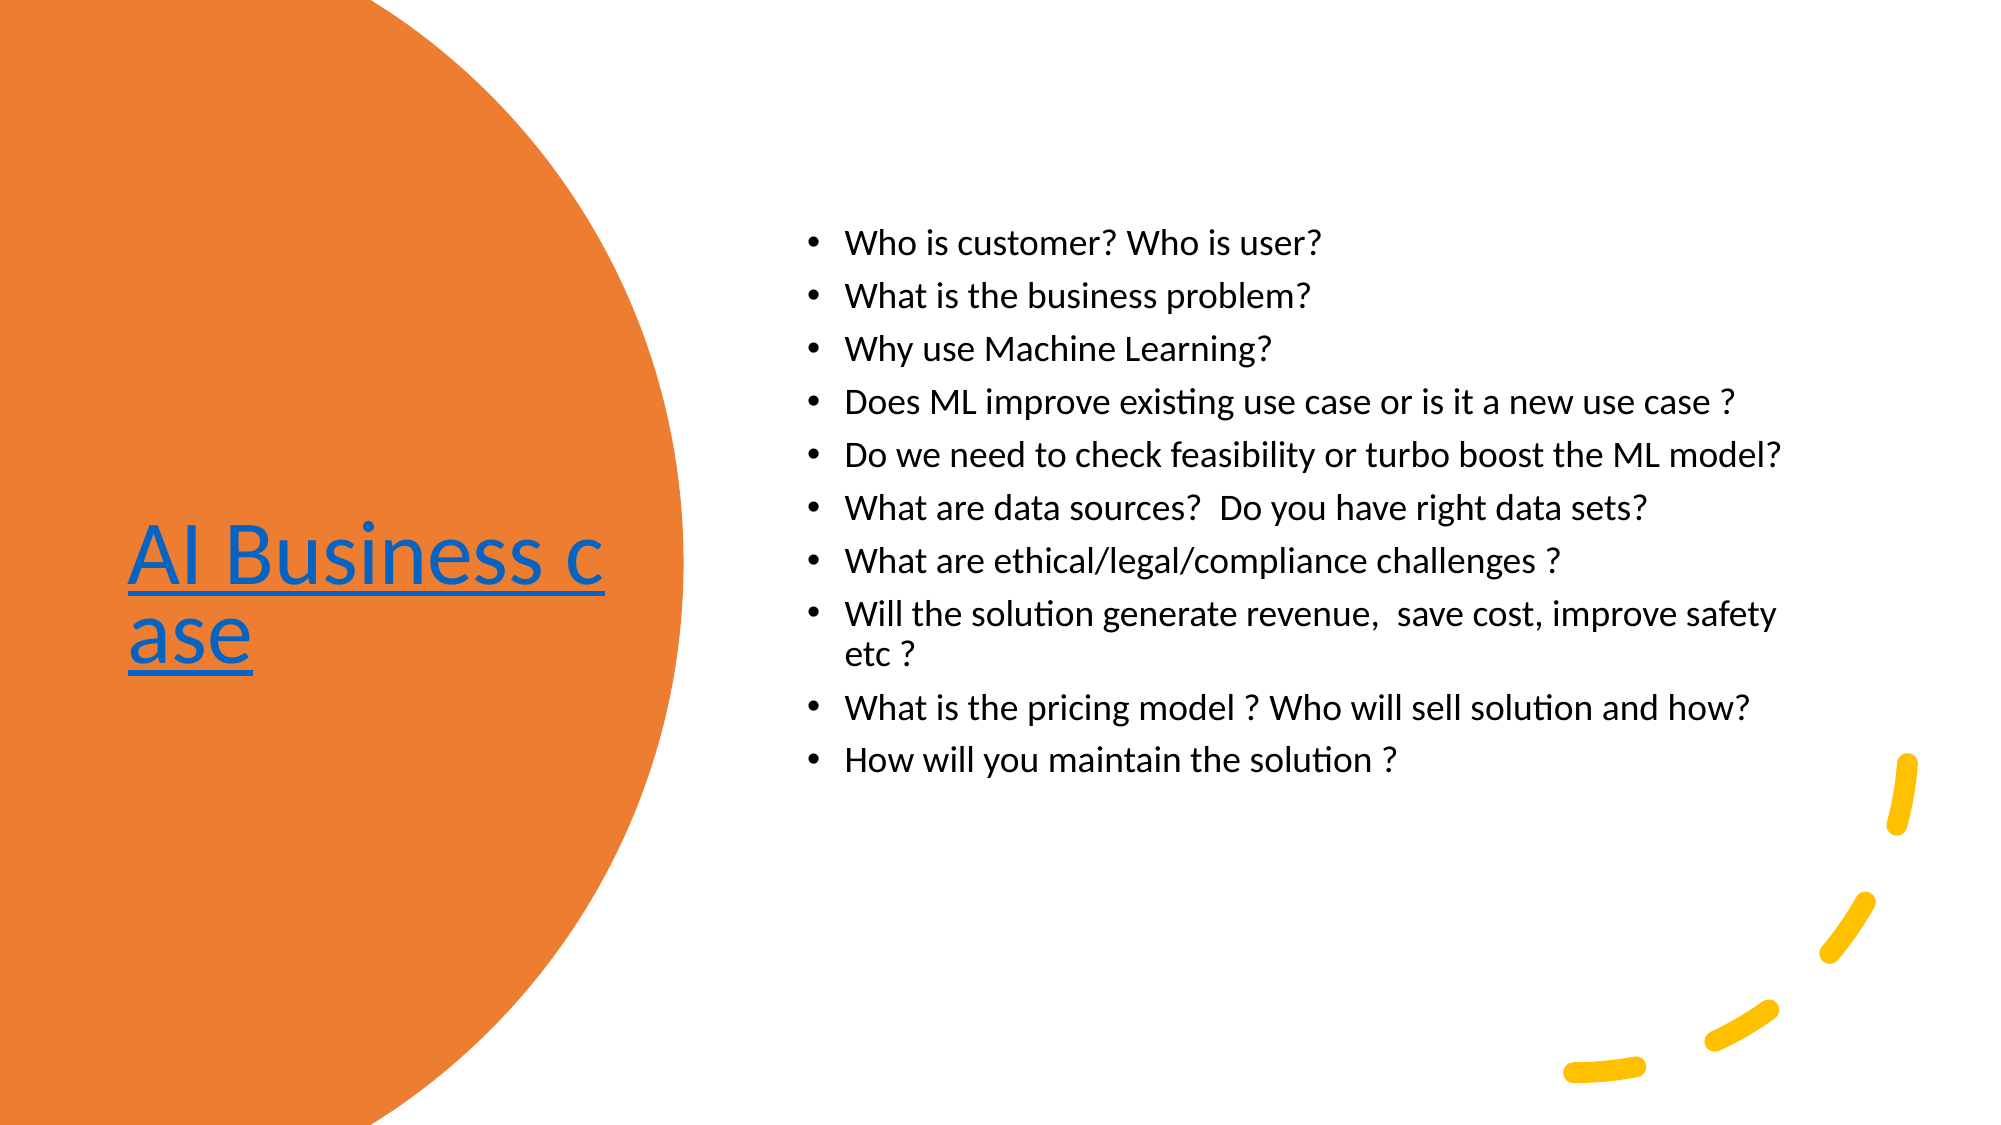 AI Business c
ase
• Who is customer? Who is user?
• What is the business problem?
• Why use Machine Learning?
• Does ML improve existing use case or is it a new use case ?
• Do we need to check feasibility or turbo boost the ML model?
• What are data sources?  Do you have right data sets?
• What are ethical/legal/compliance challenges ?
• Will the solution generate revenue,  save cost, improve safety
etc ?
• What is the pricing model ? Who will sell solution and how?
• How will you maintain the solution ?